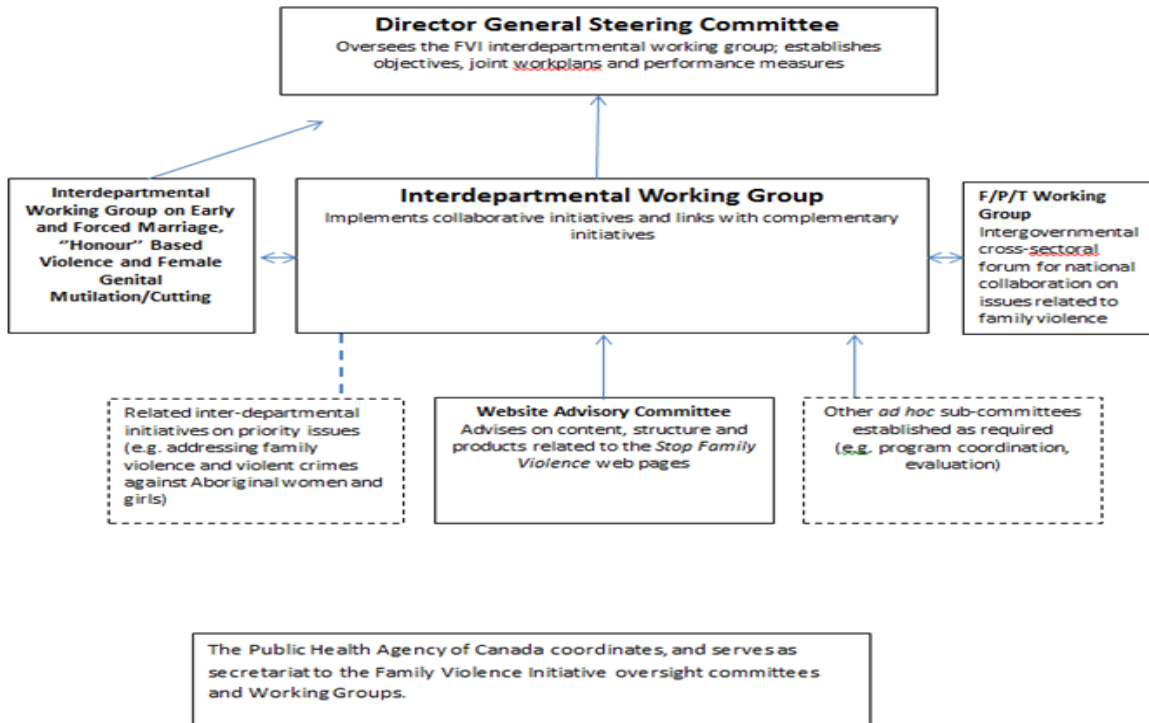 Director General Steering Committee
Oversees the FVI interdepartmental working group; establishes
objectives, joint workplans and performance measures
Interdepartmental
Working Group on Early
and Forced Marriage,
“Honour” Based
Violence and Female
Genital
Mutilation/Cutting
Interdepartmental Working Group
Implements collaborative initiatives and links with complementary
initiatives
F/P/T Working
Group
Intergovernmental
cross-sectoral
forum for national
collaboration on
issues related to
family violence
Related inter-departmental
initiatives on priority issues
(e.g. addressing family
violence and violent crimes
against Aboriginal women and
girls)
Website Advisory Committee
Advises on content, structure and
products related to the Stop Family
Violence web pages
Other ad hoc sub-committees
established as required
(e.g. program coordination,
evaluation)
The Public Health Agency of Canada coordinates, and serves as
secretariat to the Family Violence Initiative oversight committees
and Working Groups.